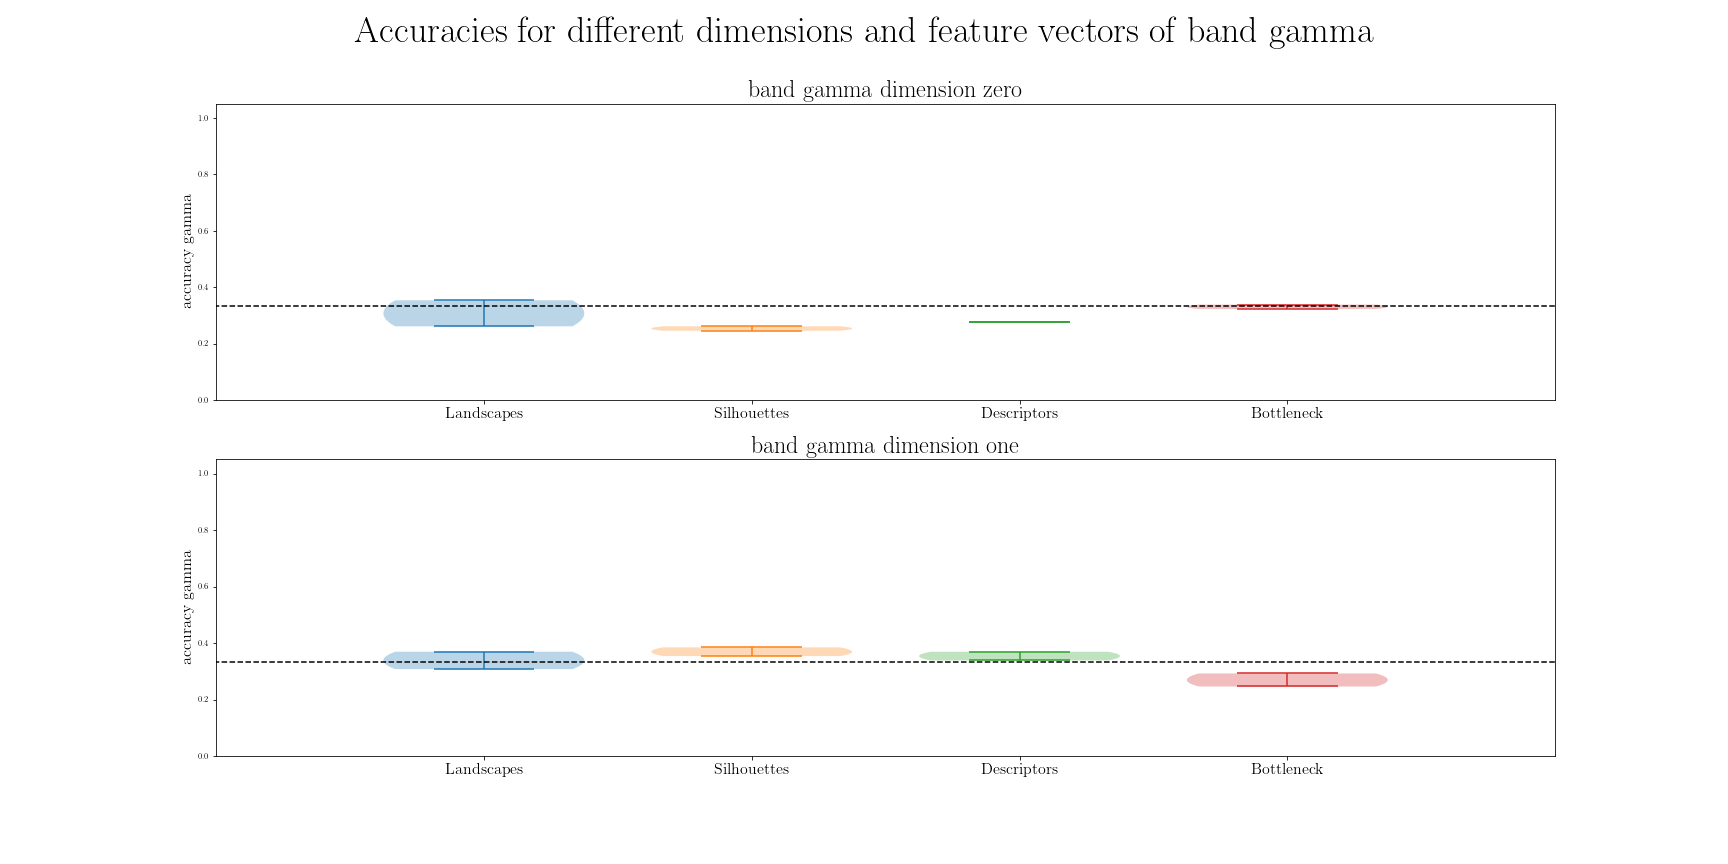 Accuracies for different dimensions and feature vectors of band gamma
band gamma dimension zero
accuracy gamma
1.0
0.8
0.6
0.4
0.2
0.0
Landscapes Silhouettes Descriptors Bottleneck
band gamma dimension one
accuracy gamma
1.0
0.8
0.6
0.4
0.2
0.0
Landscapes Silhouettes Descriptors Bottleneck